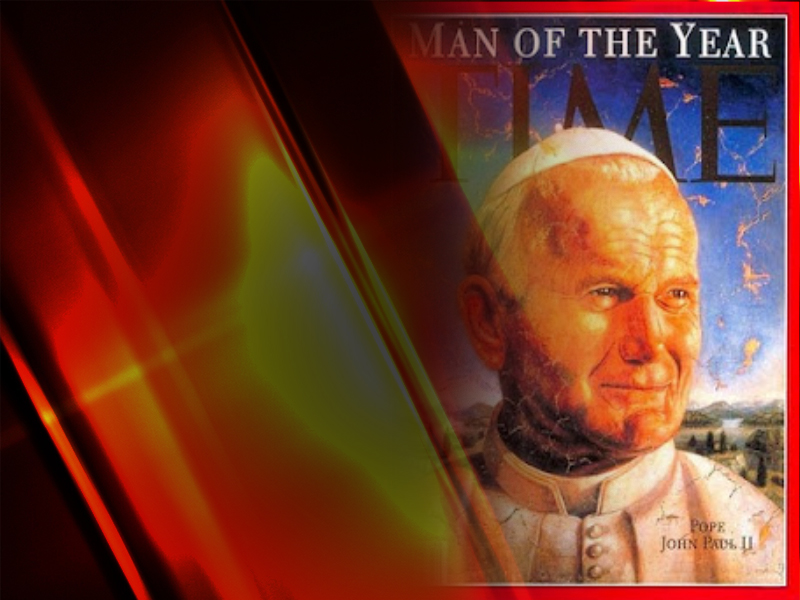 MAN OF THE YEAR
TIME
POPE
JOHN PAUL II